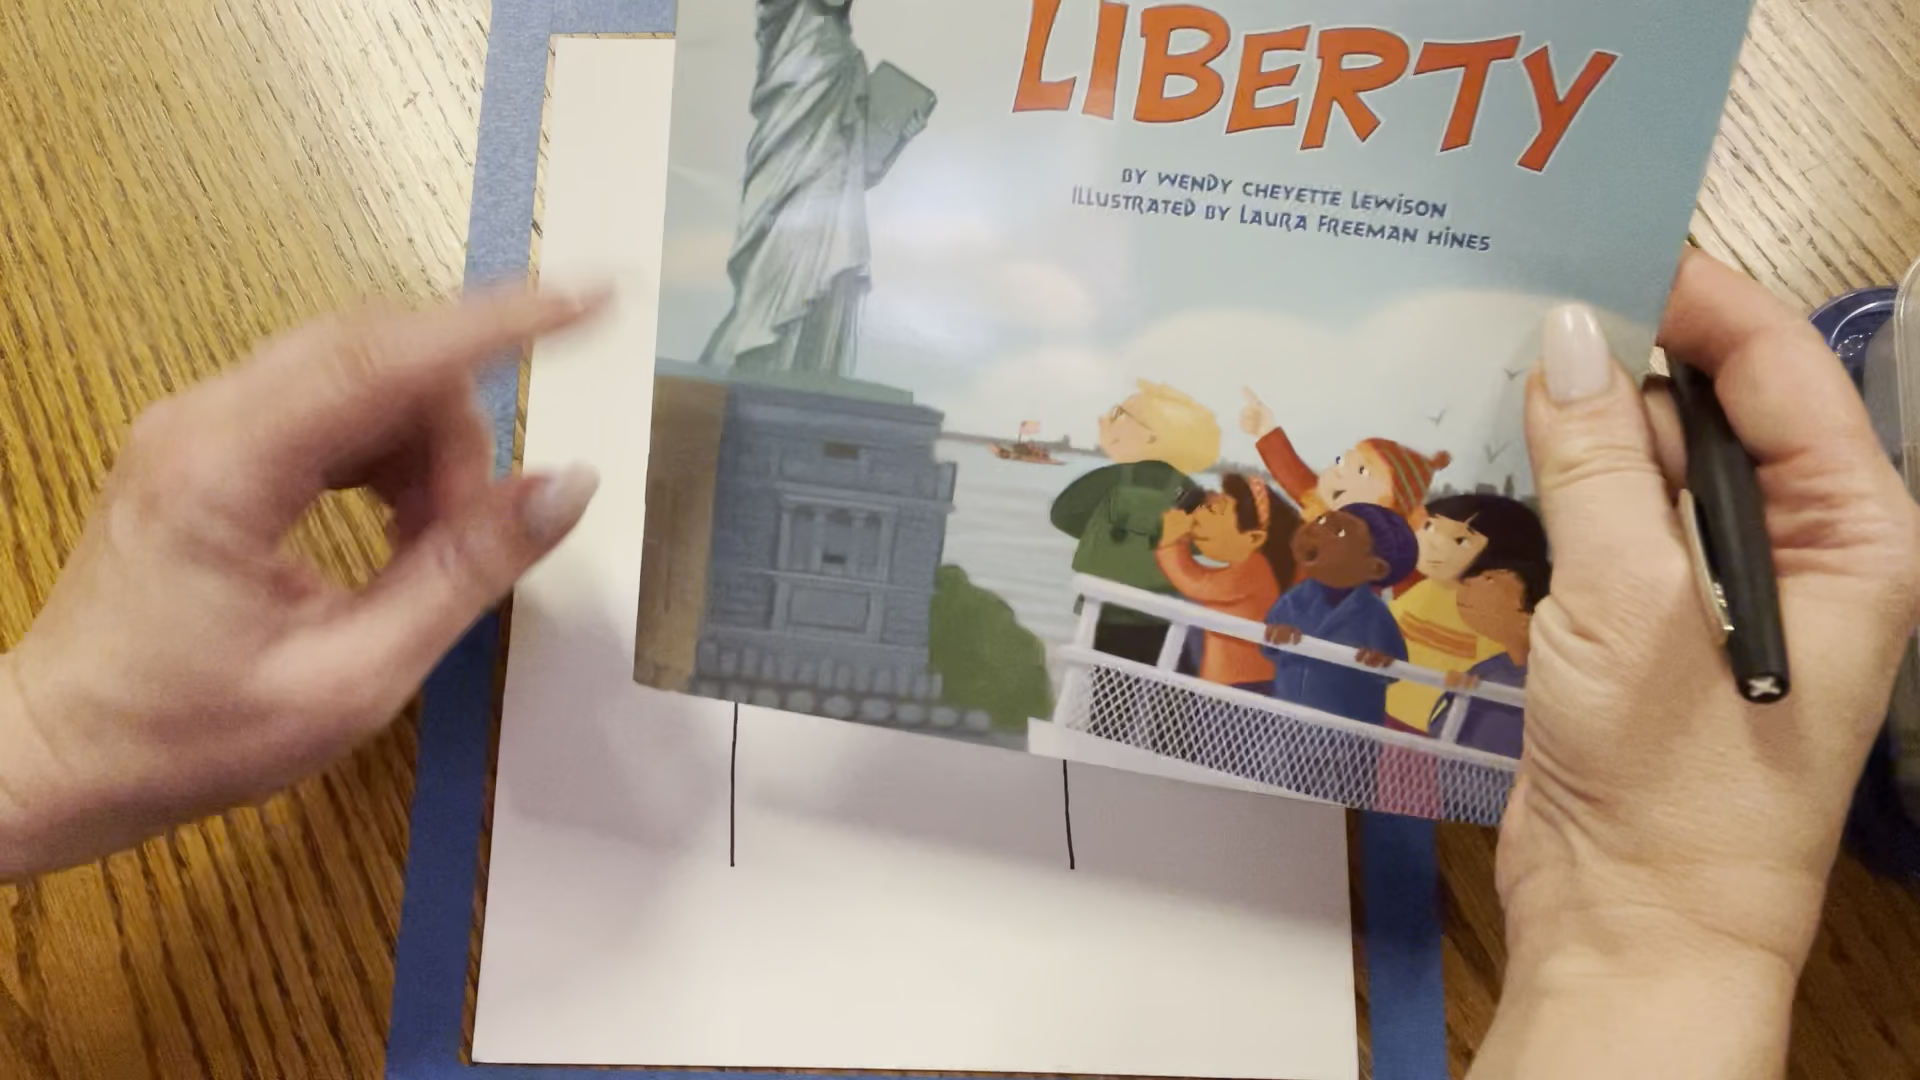 LIBERTY
BY WENDY CHEYETTE LEWISON
ILLUSTRATED BY LAURA FREEMAN HINES